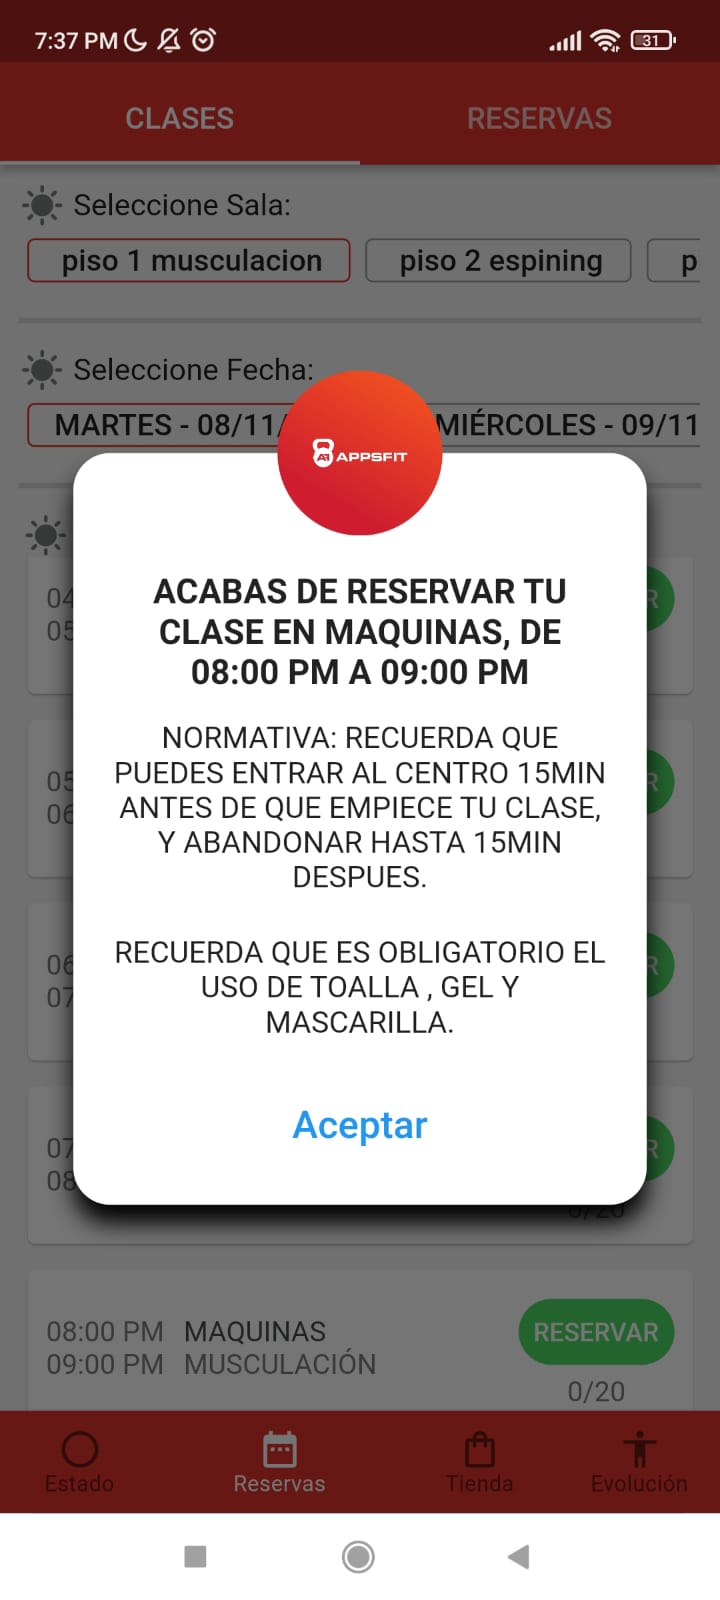 7:37 PM
31
CLASES RESERVAS
Seleccione Sala:
piso 1 musculacion piso 2 espining p
Seleccione Fecha:
MARTES - 08/11/ MIÉRCOLES - 09/11
APPSFIT
ACABAS DE RESERVAR TU
CLASE EN MAQUINAS, DE
08:00 PM A 09:00 PM
NORMATIVA: RECUERDA QUE
PUEDES ENTRAR AL CENTRO 15MIN
ANTES DE QUE EMPIECE TU CLASE,
Y ABANDONAR HASTA 15MIN
DESPUES.
RECUERDA QUE ES OBLIGATORIO EL
USO DE TOALLA , GEL Y
MASCARILLA.
Aceptar
04 R
05
05 R
06
06 R
07
07 R
08
0/20
08:00 PM MAQUINAS RESERVAR
09:00 PM MUSCULACIÓN
0/20
Estado Reservas Tienda Evolución